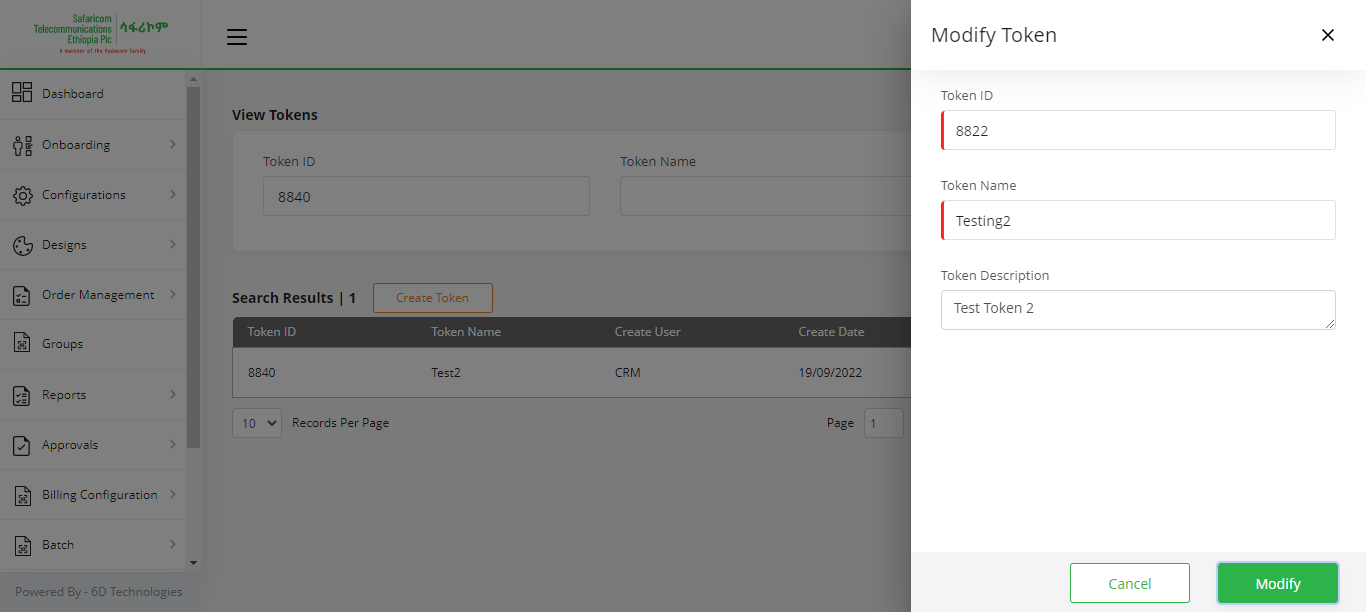 Safaricom
Telecommunications
Ethiopia Plc
ሳፋሪኮም
A member of the Vodacom family
Dashboard
Onboarding
Configurations
Designs
Order Management
Groups
Reports
Approvals
Billing Configuration
Batch
Powered By - 6D Technologies
View Tokens
Token ID Token Name
8840
Search Results | 1 Create Token
Token ID Token Name Create User Create Date
8840 Test2 CRM 19/09/2022
10 Records Per Page Page 1
Modify Token
Token ID
8822
Token Name
Testing2
Token Description
Test Token 2
Cancel Modify